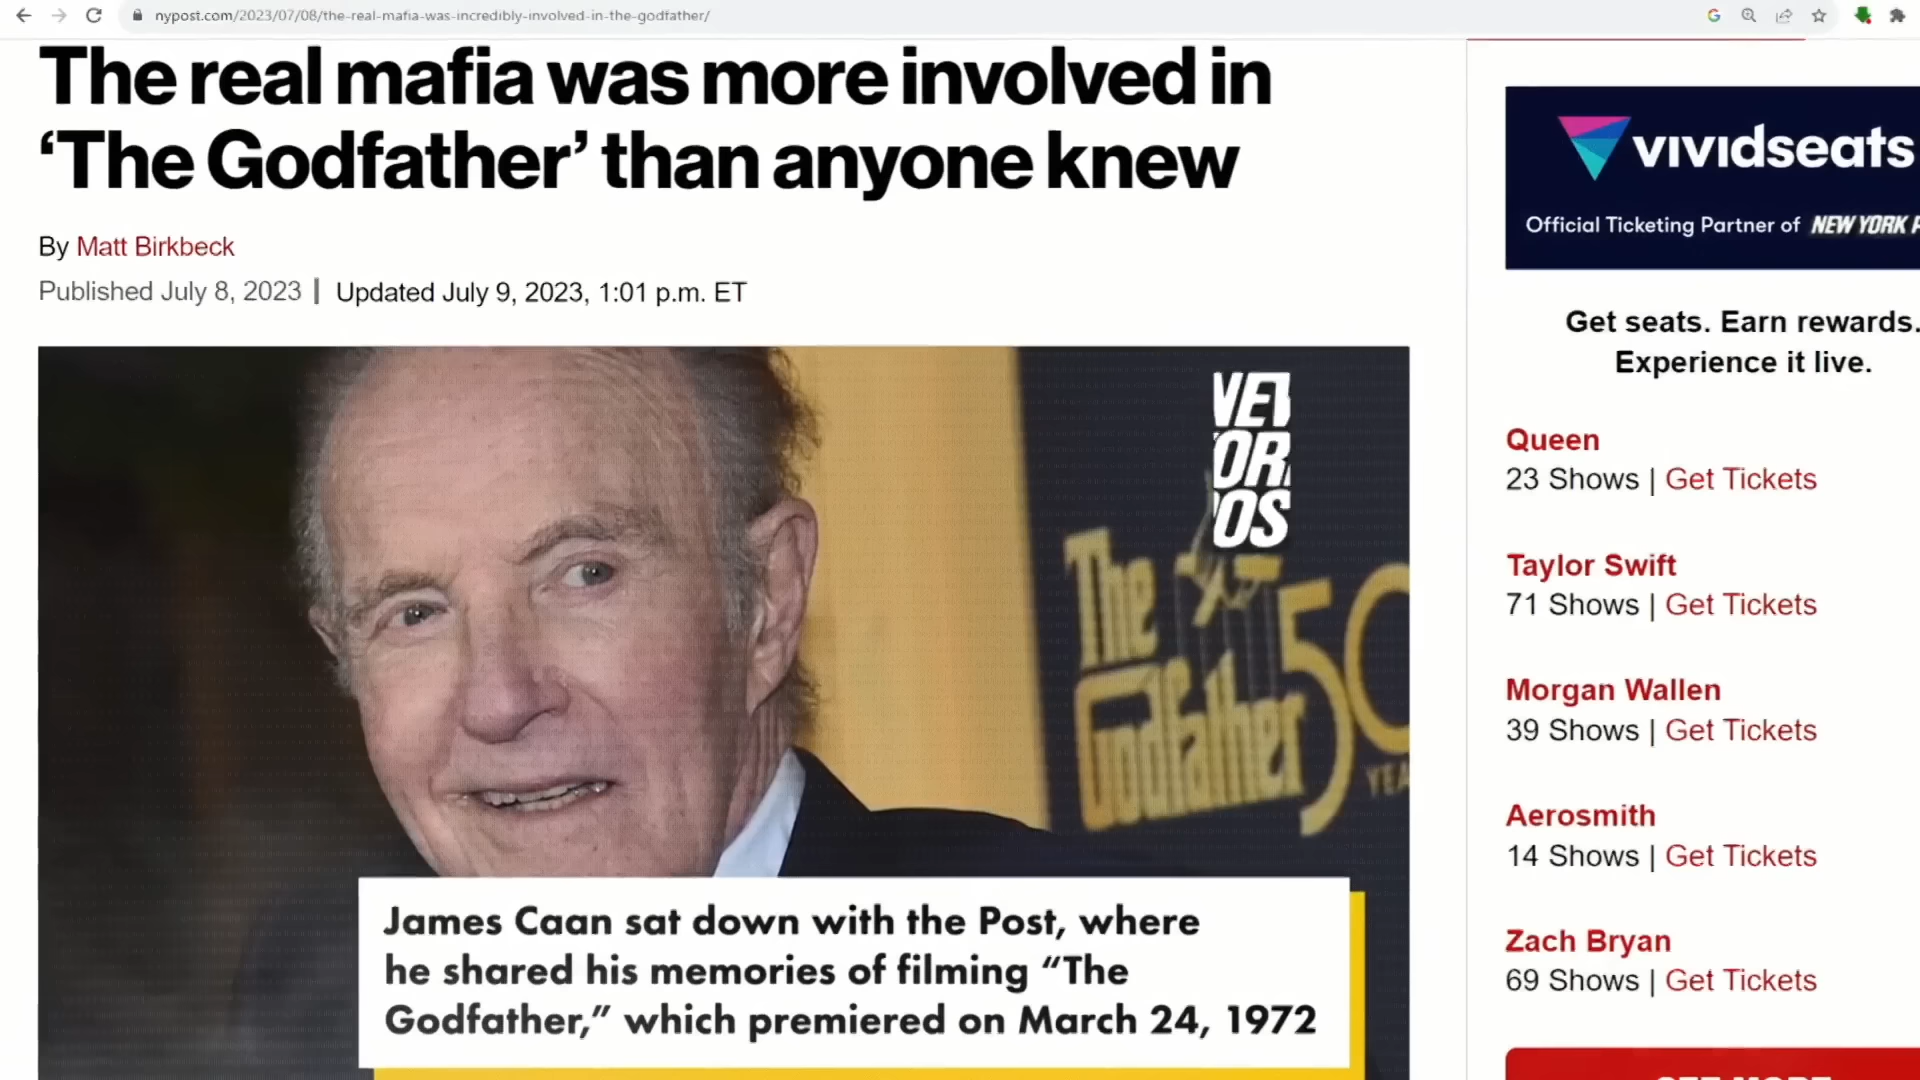 nypost.com/2023/07/08/the-real-mafia-was-incredibly-involved-in-the-godfather/
The real mafia was more involved in
‘The Godfather’ than anyone knew
By Matt Birkbeck
Published July 8, 2023 | Updated July 9, 2023, 1:01 p.m. ET
The
Godfather
50
James Caan sat down with the Post, where
he shared his memories of filming “The
Godfather,” which premiered on March 24, 1972
vividseats
Official Ticketing Partner of NEW YORK
Get seats. Earn rewards.
Experience it live.
Queen
23 Shows | Get Tickets
Taylor Swift
71 Shows | Get Tickets
Morgan Wallen
39 Shows | Get Tickets
Aerosmith
14 Shows | Get Tickets
Zach Bryan
69 Shows | Get Tickets